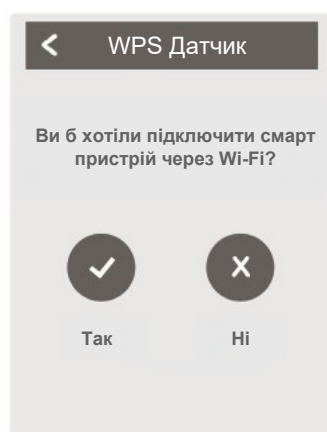 WPS Датчик
Ви б хотіли підключити смарт
пристрій через Wi-Fi?
Так
Ні